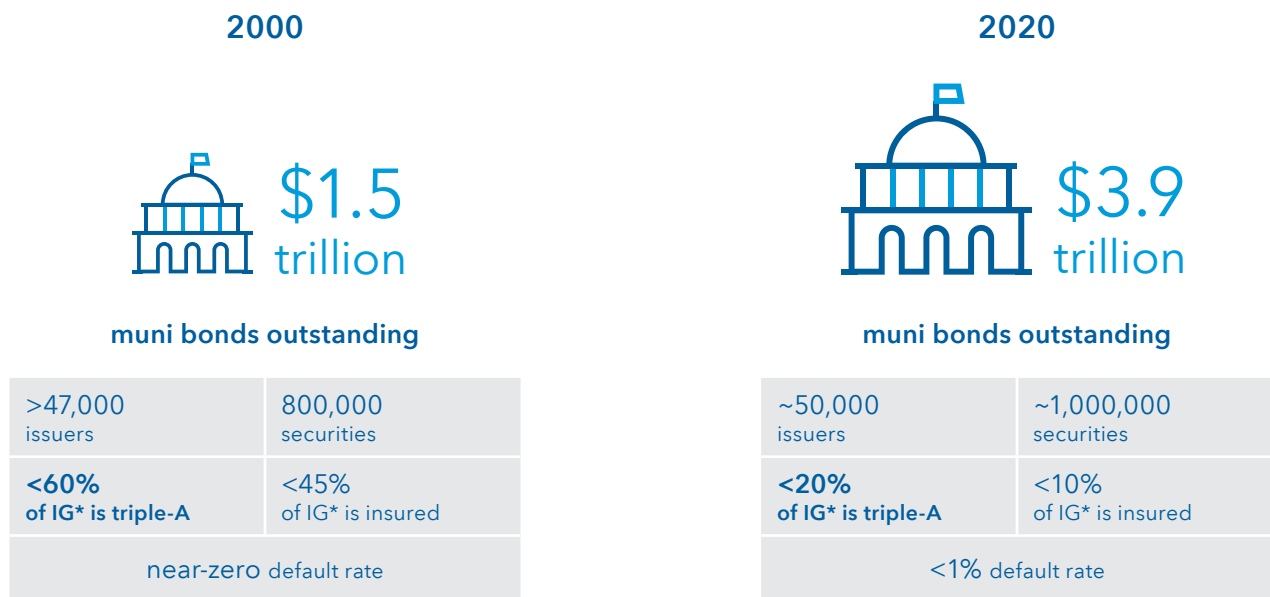 2000
$1.5
trillion
muni bonds outstanding
>47,000
issuers
800,000
securities
<60%
of IG* is triple-A
<45%
of IG* is insured
near-zero default rate
2020
$3.9
trillion
muni bonds outstanding
~50,000
issuers
~1,000,000
securities
<20%
of IG* is triple-A
<10%
of IG* is insured
<1% default rate